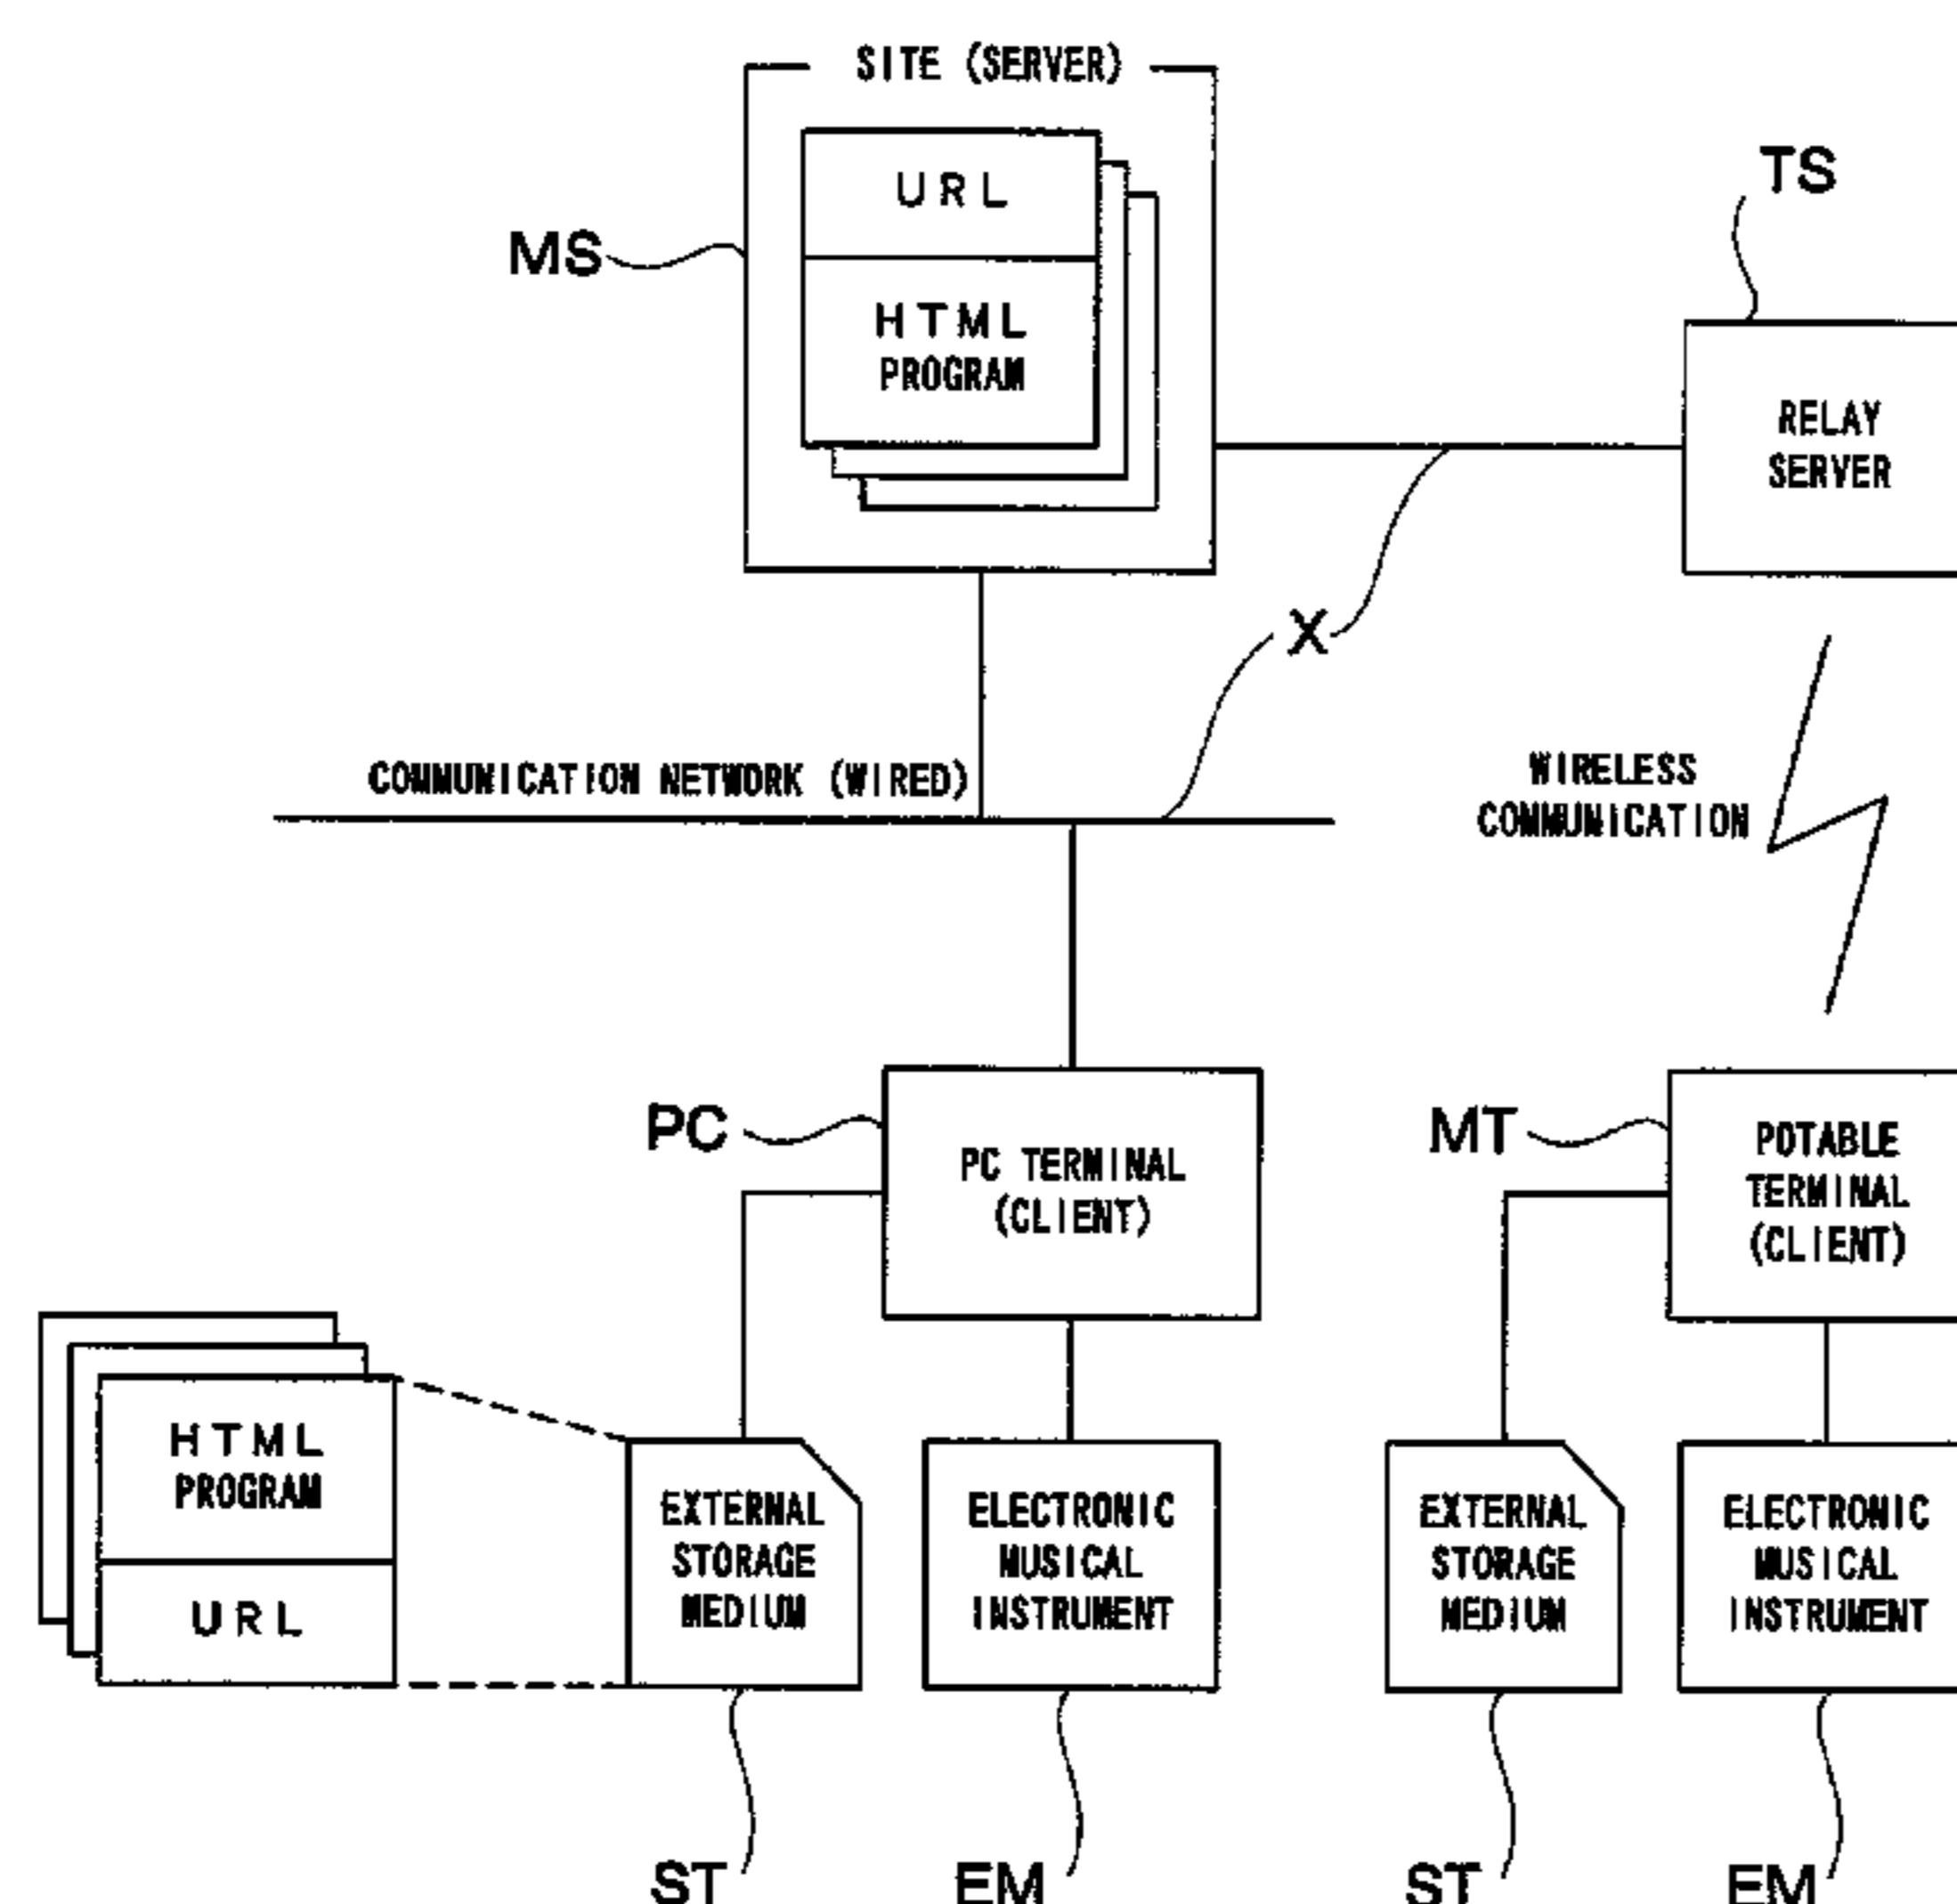 SITE (SERVER)
URL
HTML
PROGRAM
MS
TS
RELAY
SERVER
X
COMMUNICATION NETWORK (WIRED)
WIRELESS
COMMUNICATION
PC
PC TERMINAL
(CLIENT)
MT
POTABLE
TERMINAL
(CLIENT)
HTML
PROGRAM
URL
EXTERNAL
STORAGE
MEDIUM
ELECTRONIC
MUSICAL
INSTRUMENT
EXTERNAL
STORAGE
MEDIUM
ELECTRONIC
MUSICAL
INSTRUMENT
ST
EM
ST
EM